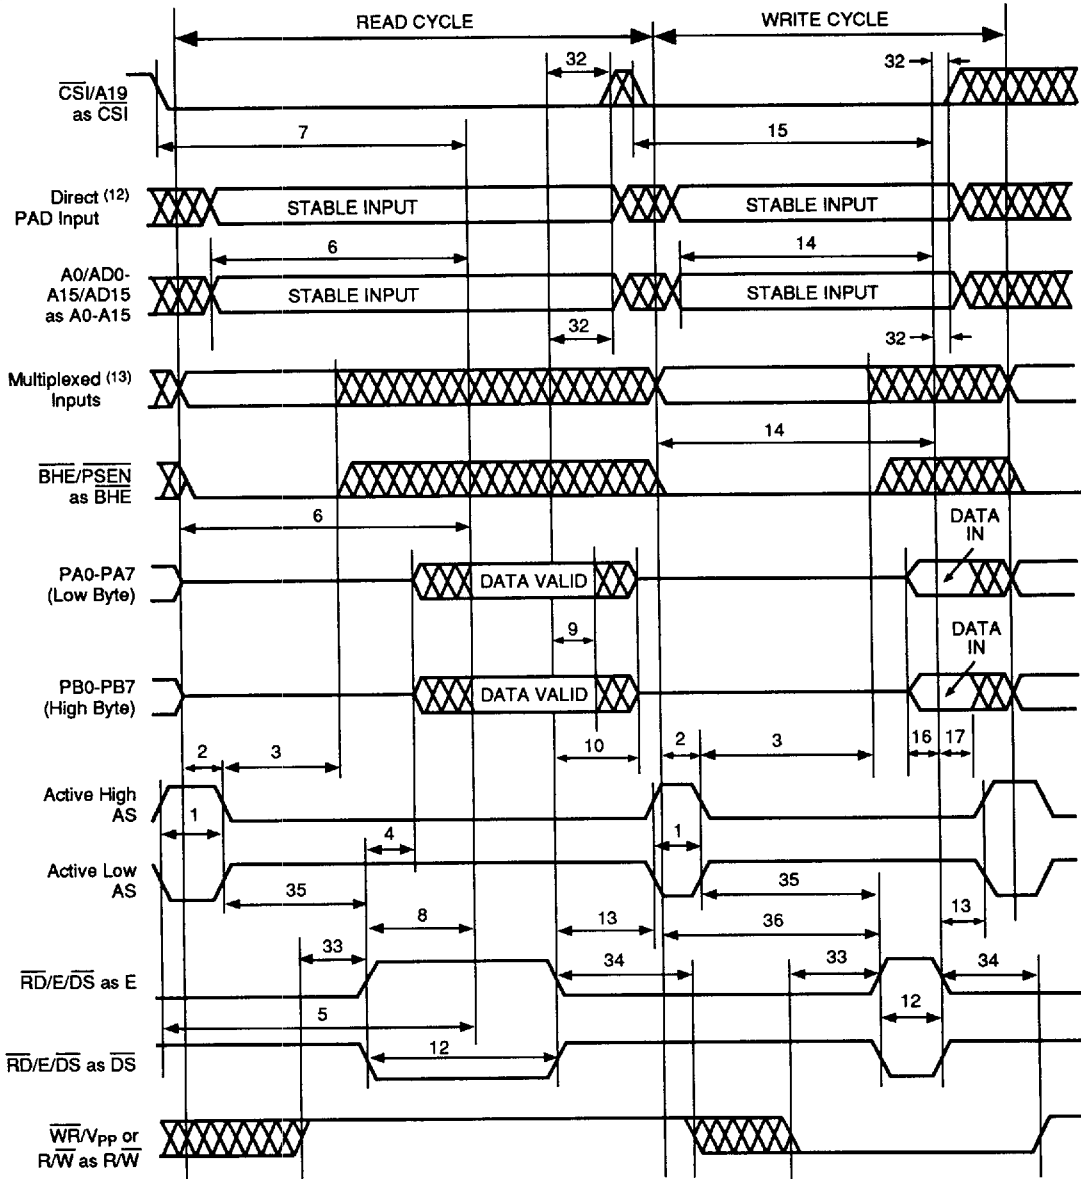 READ CYCLE WRITE CYCLE
32 32
CSI/A19
as CSI
7 15
Direct (12)
PAD Input
STABLE INPUT STABLE INPUT
6 14
A0/AD0-
A15/AD15
as A0-A15
STABLE INPUT STABLE INPUT
32 32
Multiplexed (13)
Inputs
14
BHE/PSEN
as BHE
6
DATA
IN
PA0-PA7
(Low Byte)
DATA VALID
9
DATA
IN
PB0-PB7
(High Byte)
DATA VALID
2 3 10 2 3 16 17
Active High
AS
1 4 1
Active Low
AS
35 35
8 13 36 13
33 34 33 34
RD/E/DS as E
5 12
12
RD/E/DS as DS
WR/VPP or
R/W as R/W